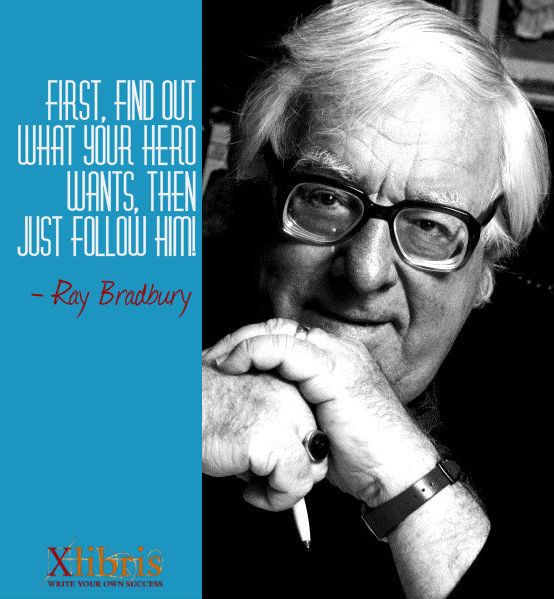 FIRST, FIND OUT
WHAT YOUR HERO
WANTS, THEN
JUST FOLLOW HIM!
- Ray Bradbury
Xlibris
WRITE YOUR OWN SUCCESS